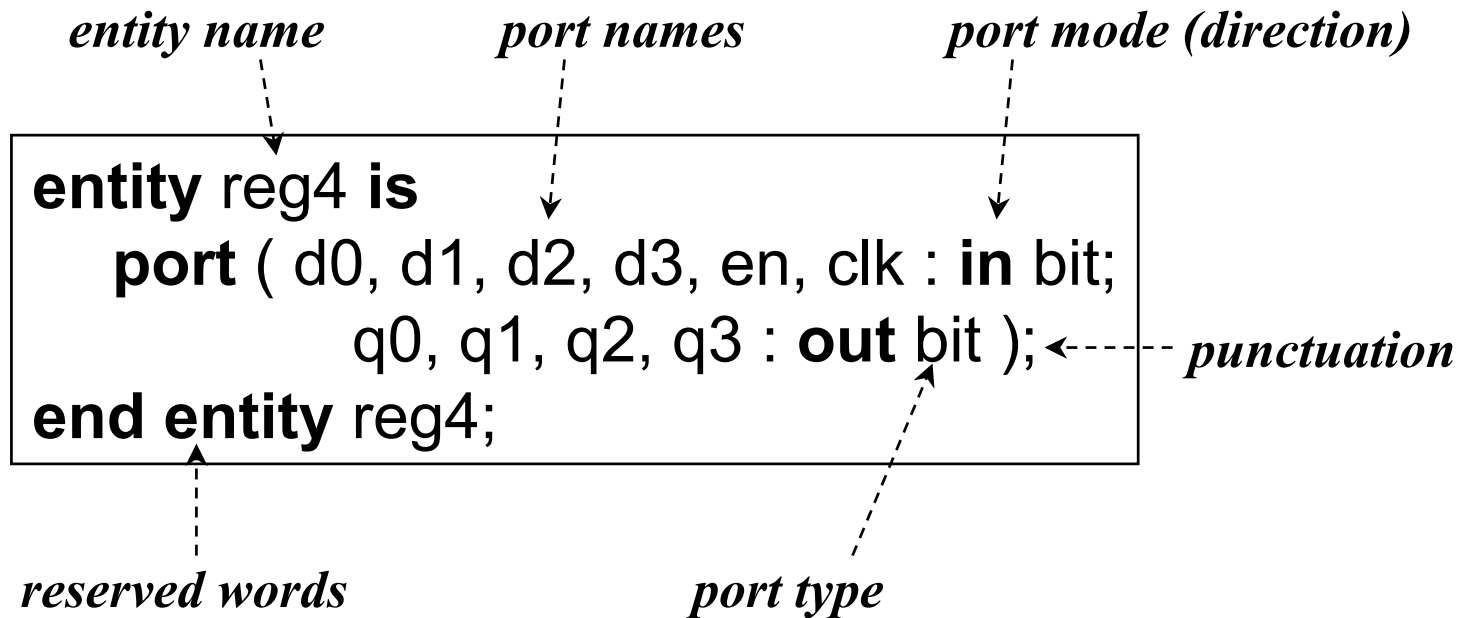 entity name port names port mode (direction)
entity reg4 is
port ( d0, d1, d2, d3, en, clk : in bit;
q0, q1, q2, q3 : out bit );
punctuation
end entity reg4;
reserved words port type